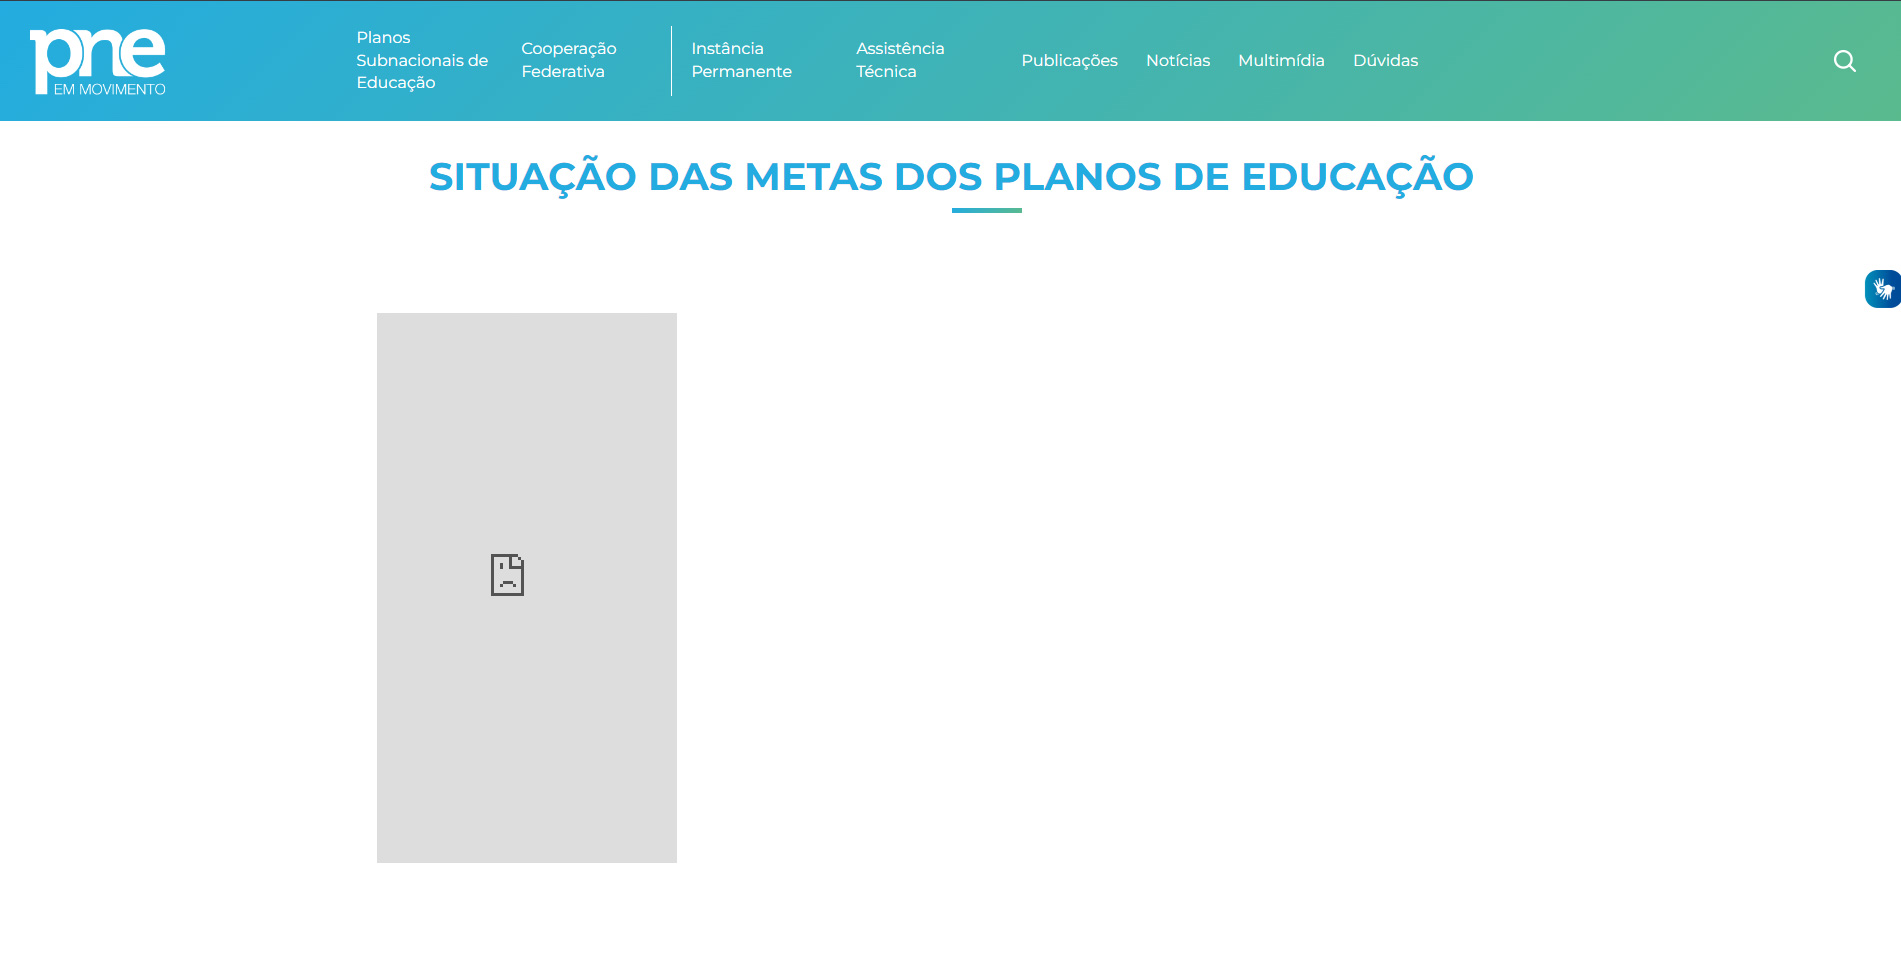 pne
EM MOVIMENTO
Planos
Subnacionais de
Educação
Cooperação
Federativa
Instância
Permanente
Assistência
Técnica
Publicações
Notícias
Multimídia
Dúvidas
SITUAÇÃO DAS METAS DOS PLANOS DE EDUCAÇÃO